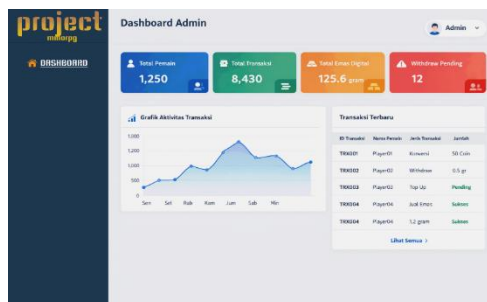 project
mmorpg
DASHBOARD
Dashboard Admin
Admin
Total Pemain
1,250
Total Transaksi
8,430
Total Emas Digital
125.6 gram
Withdraw Pending
12
Grafik Aktivitas Transaksi
1,000
1,000
1,000
500
0
Sen Sel Rab Kam Jum Sab Min
Transaksi Terbaru
ID Transaksi Nama Pemain Jenis Transaksi Jumlah
TRX001 Player01 Konversi 50 Coin
TRX002 Player02 Withdraw 0.5 gr
TRX003 Player03 Top Up Pending
TRX004 Player04 Jual Emas Sukses
TRX004 Player04 1.2 gram Sukses
Lihat Semua >